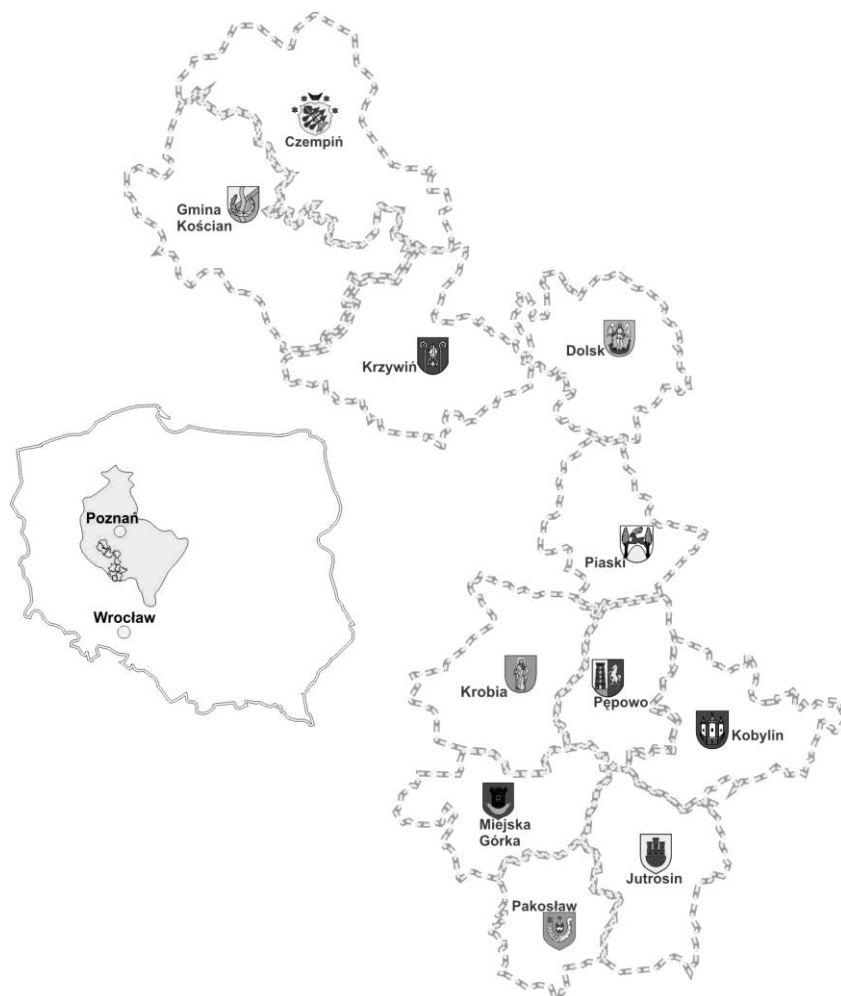 Czempiń
Gmina
Kościan
Dolsk
Krzywiń
Poznań
Piaski
Wrocław
Krobia
Pępowo
Kobylin
Miejska
Górka
Jutrosin
Pakosław